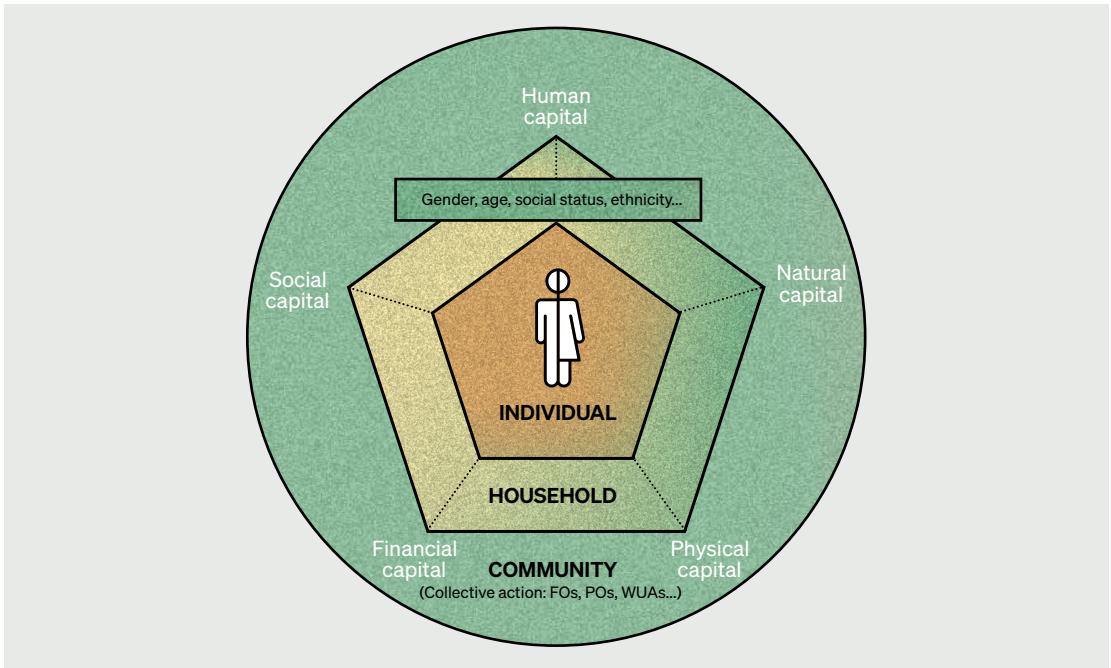 Human
capital
Gender, age, social status, ethnicity...
Social
capital
Natural
capital
INDIVIDUAL
HOUSEHOLD
Financial
capital
Physical
capital
COMMUNITY
(Collective action: FOs, POs, WUAs...)